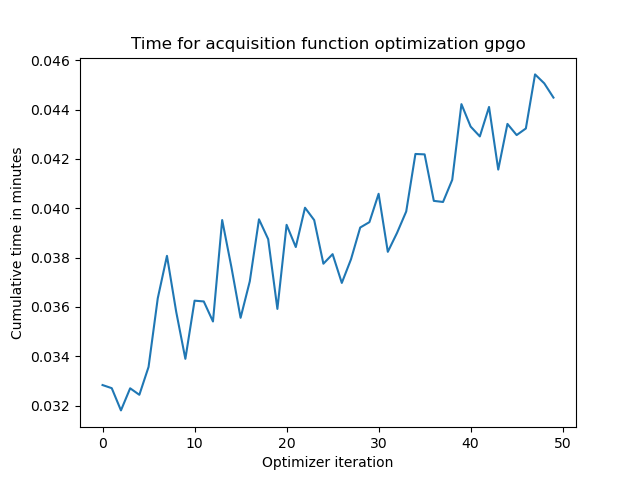 Time for acquisition function optimization gpgo
0.046
0.044
0.042
0.040
0.038
0.036
0.034
0.032
Cumulative time in minutes
0 10 20 30 40 50
Optimizer iteration